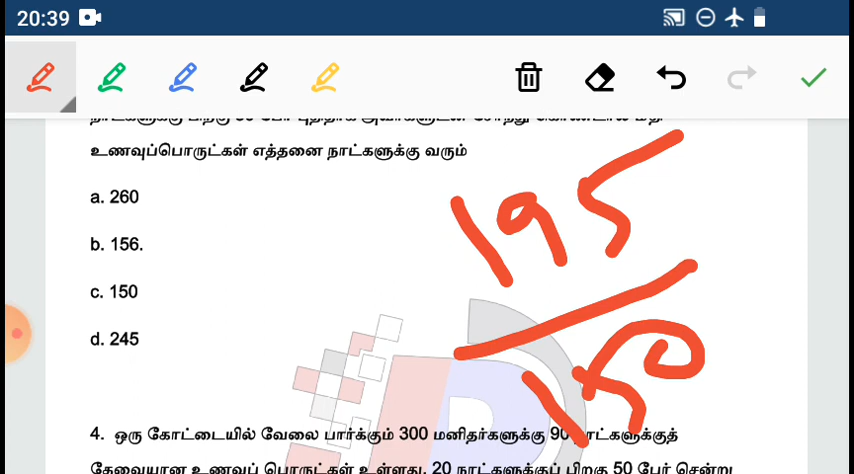 20:39
உணவுப்பொருட்கள் எத்தனை நாட்களுக்கு வரும்
a. 260
b. 156.
c. 150
d. 245
195
150
4. ஒரு கோட்டையில் வேலை பார்க்கும் 300 மனிதர்களுக்கு 90 நாட்களுக்குத்
தேவையான உணவுப் பொருட்கள் உள்ளது. 20 நாட்களுக்குப் பிறகு 50 பேர் சென்று